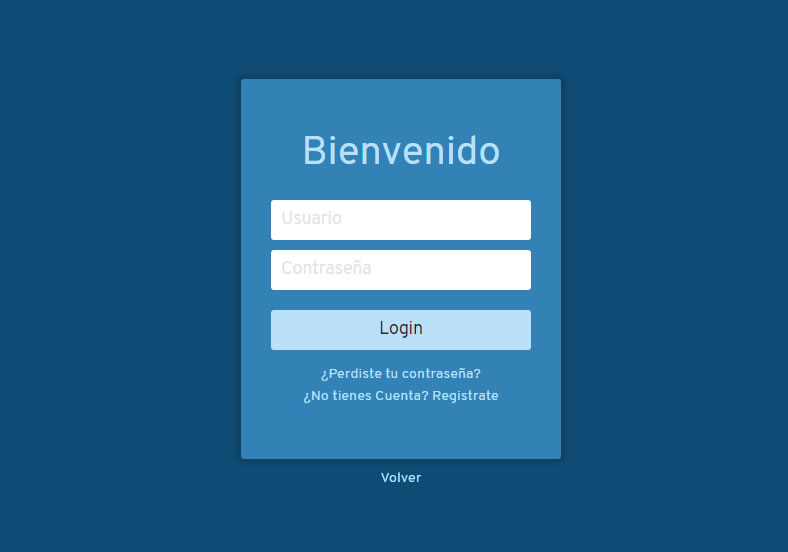 Bienvenido
Usuario
Contraseña
Login
¿Perdiste tu contraseña?
¿No tienes Cuenta? Registrate
Volver